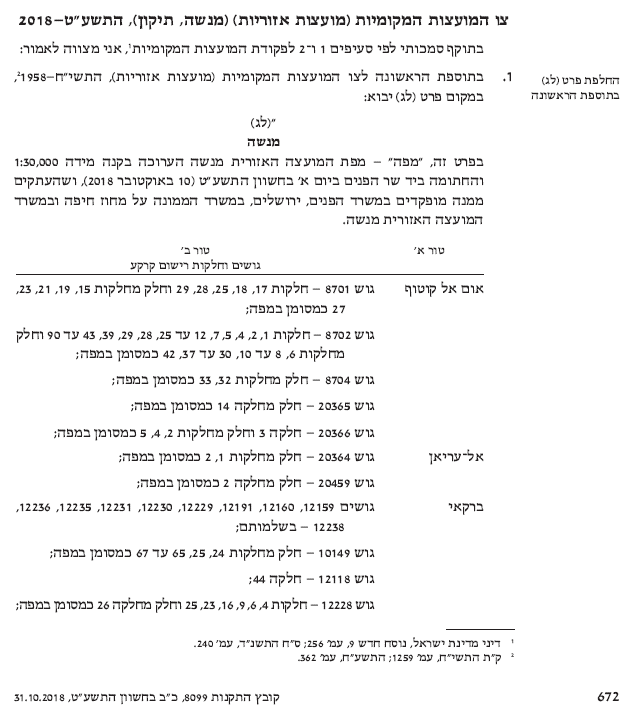 צו המועצות המקומיות (מועצות אזוריות) (מנשה, תיקון), התשע"ט–2018
בתוקף סמכותי לפי סעיפים 1 ו־2 לפקודת המועצות המקומיות¹, אני מצווה לאמור:
החלפת פרט (לג) בתוספת הראשונה
1. בתוספת הראשונה לצו המועצות המקומיות (מועצות אזוריות), התשי"ח–1958²,
במקום פרט (לג) יבוא:
"(לג)
מנשה
בפרט זה, "מפה" – מפת המועצה האזורית מנשה הערוכה בקנה מידה 1:30,000
והחתומה ביד שר הפנים ביום א' בחשוון התשע"ט (10 באוקטובר 2018), ושהעתקים
ממנה מופקדים במשרד הפנים, ירושלים, במשרד הממונה על מחוז חיפה ובמשרד
המועצה האזורית מנשה.
טור א' טור ב'
גושים וחלקות רישום קרקע
אום אל קוטוף גוש 8701 – חלקות 17, 18, 25, 28, 29 וחלק מחלקות 15, 19, 21, 23,
27 כמסומן במפה;
גוש 8702 – חלקות 1, 2, 4, 5, 7, 12 עד 25, 28, 29, 39, 43 עד 90 וחלק
מחלקות 6, 8 עד 10, 30 עד 37, 42 כמסומן במפה;
גוש 8704 – חלק מחלקות 32, 33 כמסומן במפה;
גוש 20365 – חלק מחלקה 14 כמסומן במפה;
גוש 20366 – חלקה 3 וחלק מחלקות 2, 4, 5 כמסומן במפה;
אל־עריאן גוש 20364 – חלק מחלקות 1, 2 כמסומן במפה;
גוש 20459 – חלק מחלקה 2 כמסומן במפה;
ברקאי גושים 12159, 12160, 12191, 12229, 12230, 12231, 12235, 12236,
12238 – בשלמותם;
גוש 10149 – חלק מחלקות 24, 25, 65 עד 67 כמסומן במפה;
גוש 12118 – חלקה 44;
גוש 12228 – חלקות 4, 6, 9, 16, 23, 25 וחלק מחלקה 26 כמסומן במפה;
¹ דיני מדינת ישראל, נוסח חדש 9, עמ' 256; ס"ח התשנ"ד, עמ' 240.
² ק"ת התשי"ח, עמ' 1259; התשע"ח, עמ' 362.
672 קובץ התקנות 8099, כ"ב בחשוון התשע"ט, 31.10.2018